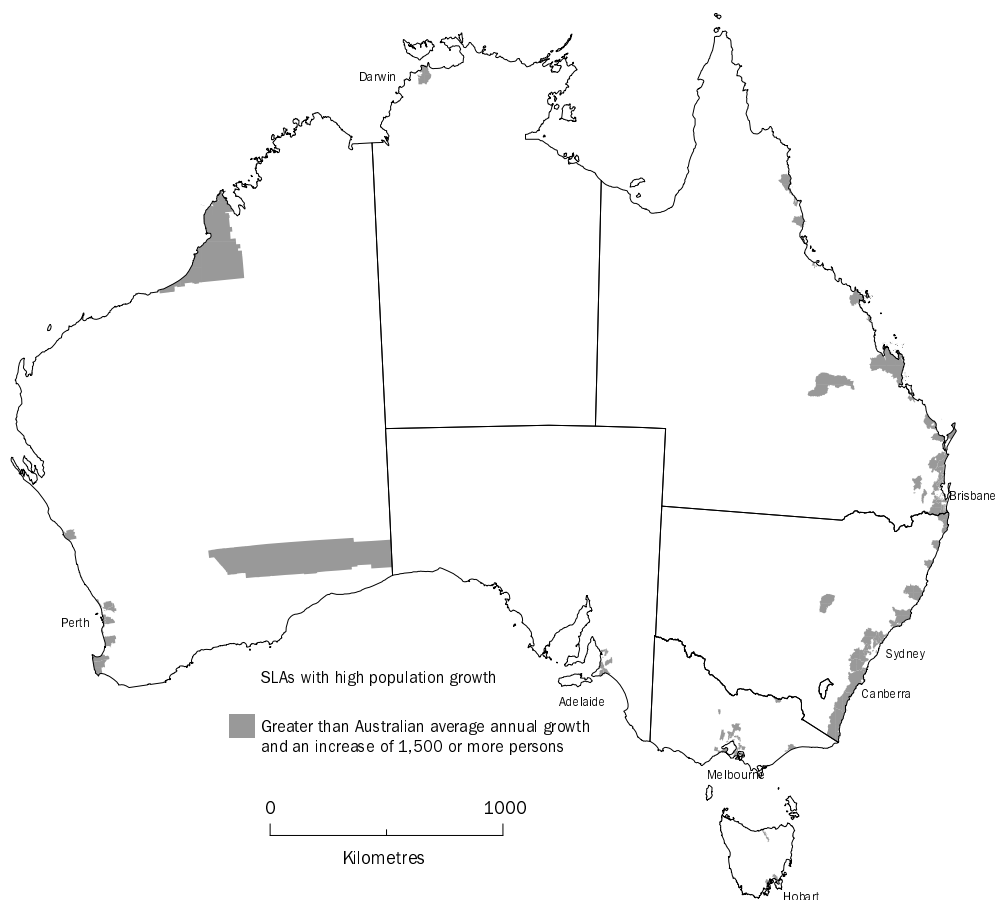 Darwin
Brisbane
Perth
Sydney
SLAs with high population growth
Canberra
Adelaide
Greater than Australian average annual growth
and an increase of 1,500 or more persons
Melbourne
0 1000
Kilometres
Hobart